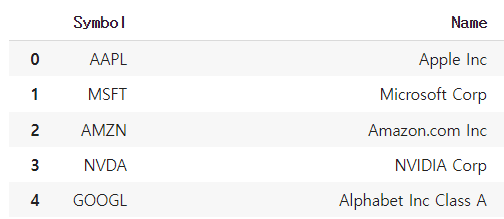 Symbol Name
0 AAPL Apple Inc
1 MSFT Microsoft Corp
2 AMZN Amazon.com Inc
3 NVDA NVIDIA Corp
4 GOOGL Alphabet Inc Class A